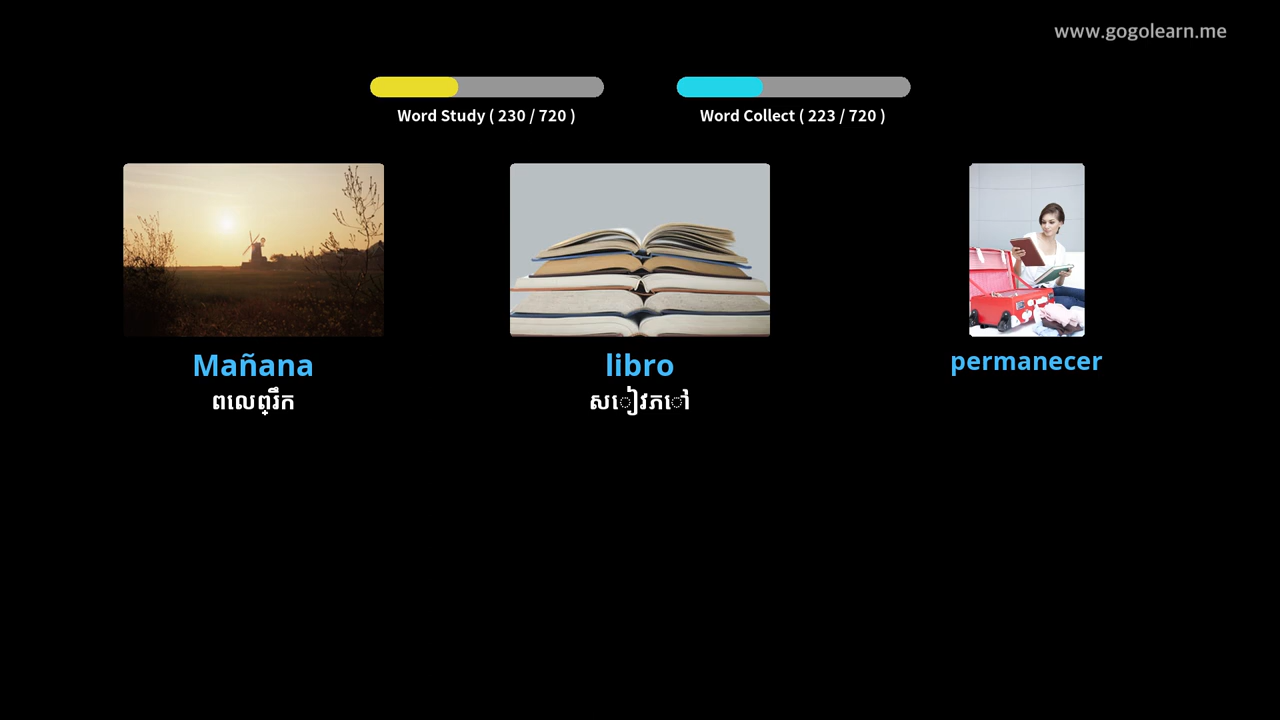 www.gogolearn.me
Word Study ( 230 / 720 )
Word Collect ( 223 / 720 )
Mañana
libro
permanecer
ពលេព្រឹក
សៀវភៅ